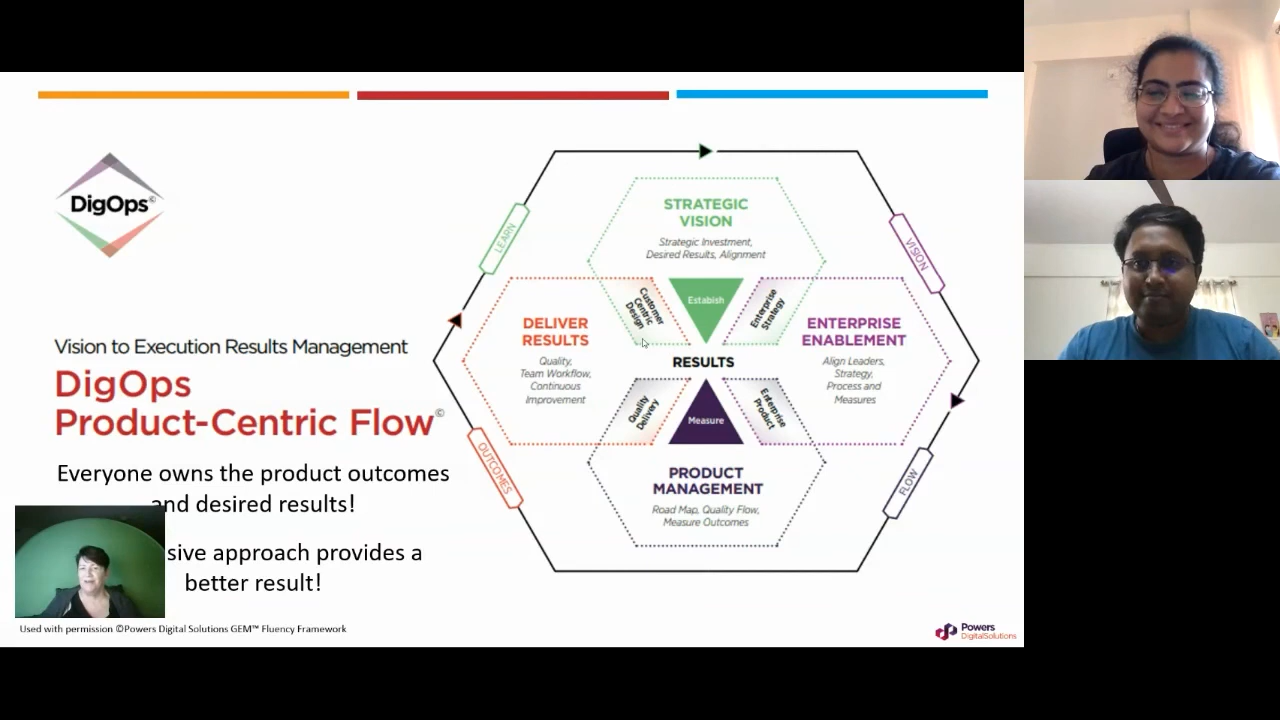 DigOps©
Vision to Execution Results Management
DigOps
Product-Centric Flow©
Everyone owns the product outcomes
and desired results!
sive approach provides a
better result!
Used with permission ©Powers Digital Solutions GEM™ Fluency Framework
LEARN
VISION
OUTCOMES
FLOW
STRATEGIC
VISION
Strategic Investment,
Desired Results, Alignment
Customer
Centric
Design
Estabish
Enterprise
Strategy
DELIVER
RESULTS
Quality,
Team Workflow,
Continuous
Improvement
RESULTS
ENTERPRISE
ENABLEMENT
Align Leaders,
Strategy,
Process and
Measures
Quality
Delivery
Measure
Enterprise
Product
PRODUCT
MANAGEMENT
Road Map, Quality Flow,
Measure Outcomes
Powers
DigitalSolutions